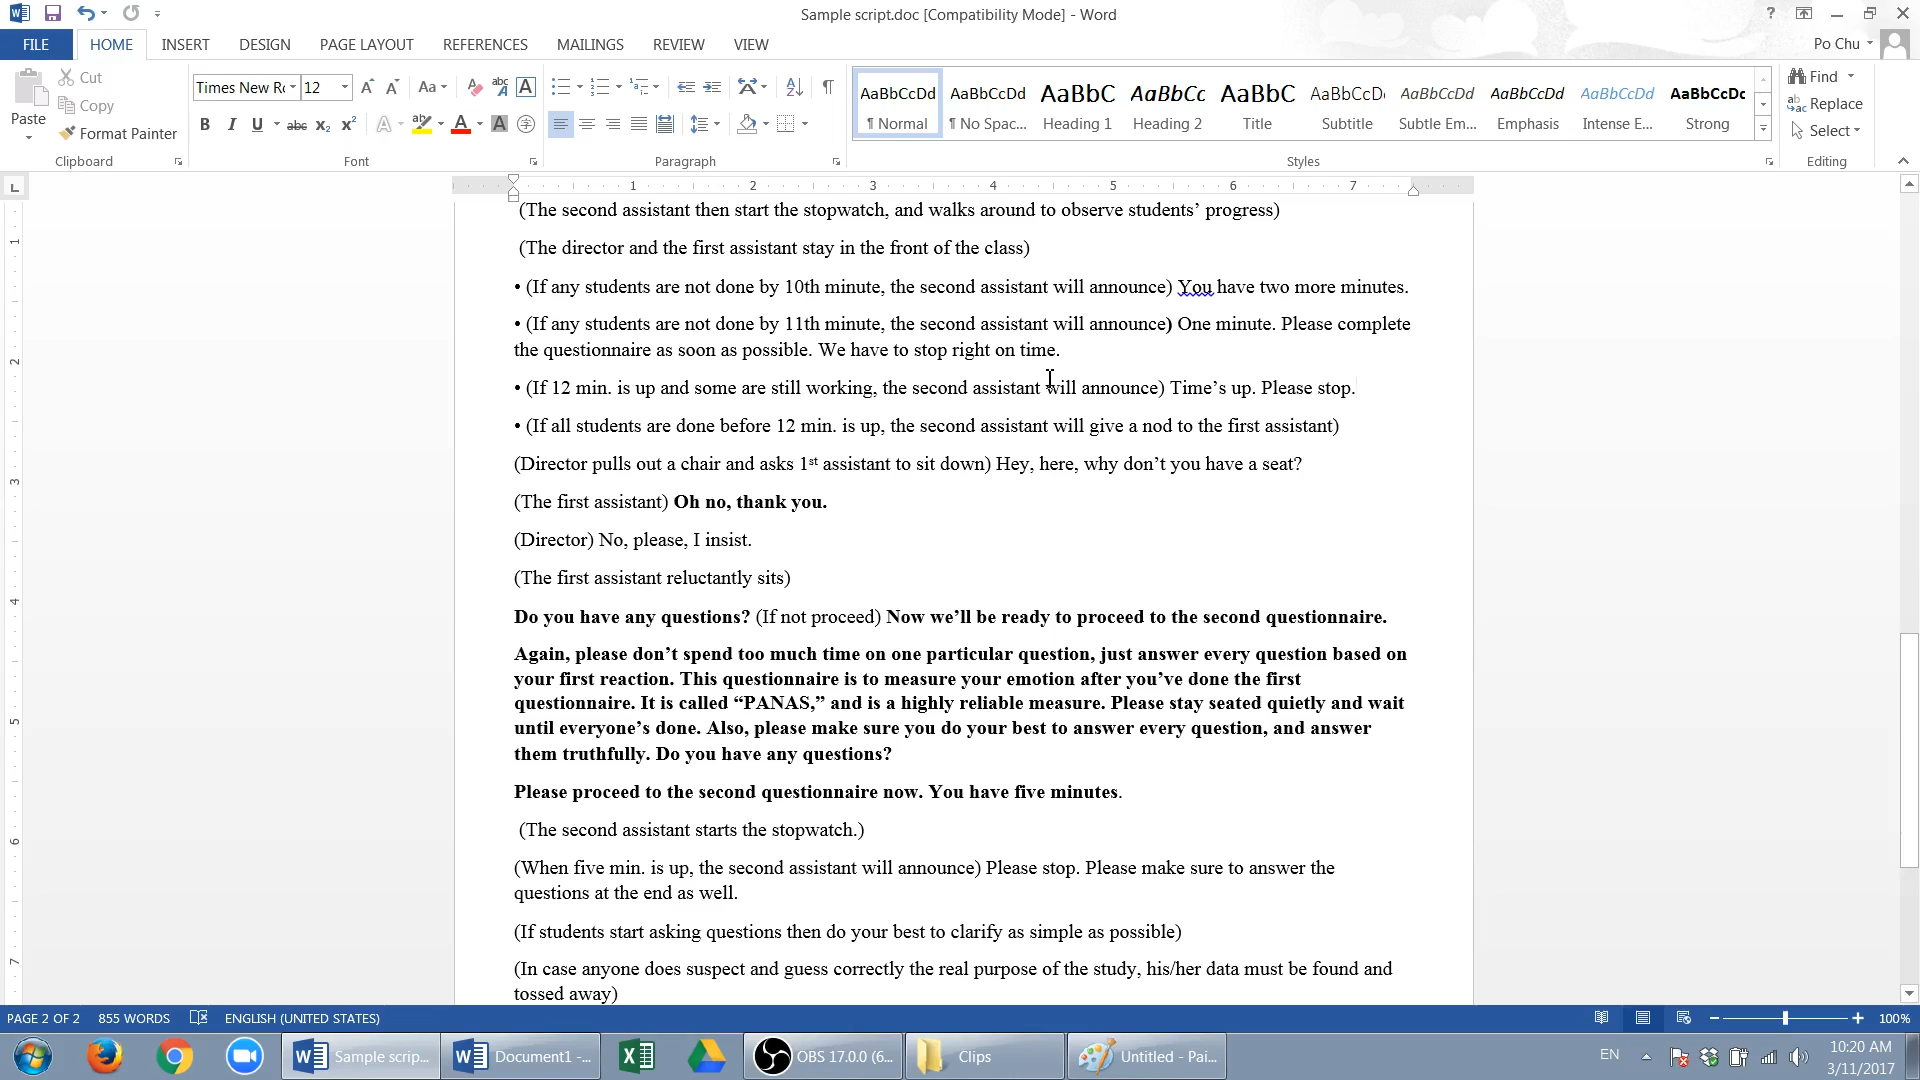 Sample script.doc [Compatibility Mode] - Word
?
FILE HOME INSERT DESIGN PAGE LAYOUT REFERENCES MAILINGS REVIEW VIEW
Po Chu
Paste
Cut
Copy
Format Painter
Clipboard
Times New Rc 12
Aa
B I U abc x₂ x² A A A 字
Font
Paragraph
AaBbCcDd AaBbCcDd AaBbC AaBbCc AaBbC AaBbCcD AaBbCcDd AaBbCcDd AaBbCcDd AaBbCcDc
¶ Normal ¶ No Spac... Heading 1 Heading 2 Title Subtitle Subtle Em... Emphasis Intense E... Strong
Styles
Find
Replace
Select
Editing
L
1 2 3 4 5 6 7
1
2
3
4
5
6
7
(The second assistant then start the stopwatch, and walks around to observe students’ progress)
(The director and the first assistant stay in the front of the class)
• (If any students are not done by 10th minute, the second assistant will announce) You have two more minutes.
• (If any students are not done by 11th minute, the second assistant will announce) One minute. Please complete
the questionnaire as soon as possible. We have to stop right on time.
• (If 12 min. is up and some are still working, the second assistant will announce) Time’s up. Please stop.
• (If all students are done before 12 min. is up, the second assistant will give a nod to the first assistant)
(Director pulls out a chair and asks 1st assistant to sit down) Hey, here, why don’t you have a seat?
(The first assistant) Oh no, thank you.
(Director) No, please, I insist.
(The first assistant reluctantly sits)
Do you have any questions? (If not proceed) Now we’ll be ready to proceed to the second questionnaire.
Again, please don’t spend too much time on one particular question, just answer every question based on
your first reaction. This questionnaire is to measure your emotion after you’ve done the first
questionnaire. It is called “PANAS,” and is a highly reliable measure. Please stay seated quietly and wait
until everyone’s done. Also, please make sure you do your best to answer every question, and answer
them truthfully. Do you have any questions?
Please proceed to the second questionnaire now. You have five minutes.
(The second assistant starts the stopwatch.)
(When five min. is up, the second assistant will announce) Please stop. Please make sure to answer the
questions at the end as well.
(If students start asking questions then do your best to clarify as simple as possible)
(In case anyone does suspect and guess correctly the real purpose of the study, his/her data must be found and
tossed away)
PAGE 2 OF 2 855 WORDS ENGLISH (UNITED STATES) 100%
Sample scrip... Document1 -... OBS 17.0.0 (6... Clips Untitled - Pai... EN
10:20 AM
3/11/2017